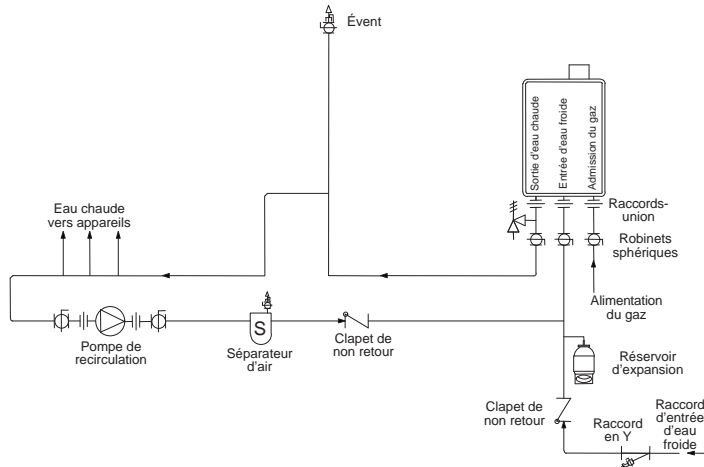 Évent
Sortie d'eau chaude
Entrée d'eau froide
Admission du gaz
Raccords-
union
Robinets
sphériques
Eau chaude
vers appareils
Alimentation
du gaz
S
Pompe de
recirculation
Séparateur
d'air
Clapet de
non retour
Réservoir
d'expansion
Clapet de
non retour
Raccord
en Y
Raccord
d'entrée
d'eau
froide